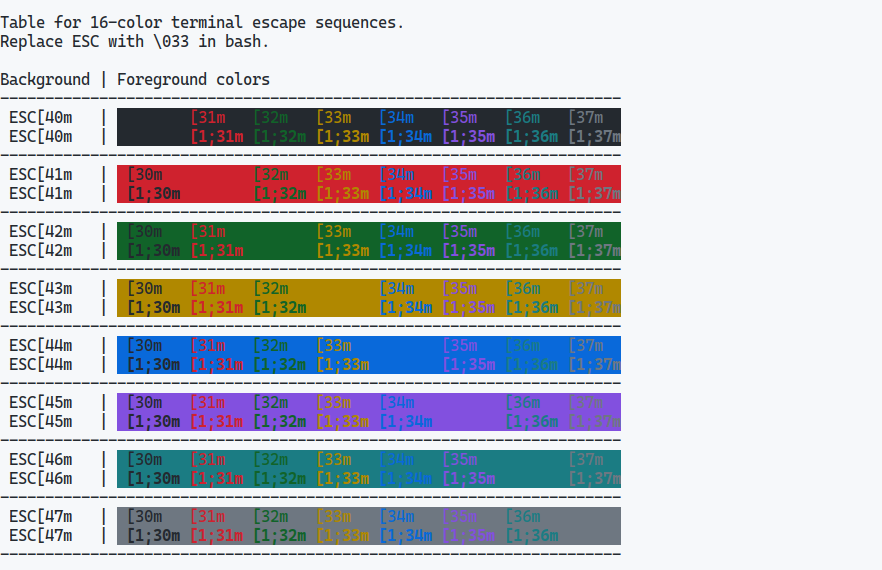 Table for 16-color terminal escape sequences.
Replace ESC with \033 in bash.
Background | Foreground colors
---------------------------------------------------------------------
ESC[40m | [31m [32m [33m [34m [35m [36m [37m
ESC[40m | [1;31m [1;32m [1;33m [1;34m [1;35m [1;36m [1;37m
---------------------------------------------------------------------
ESC[41m | [30m [32m [33m [34m [35m [36m [37m
ESC[41m | [1;30m [1;32m [1;33m [1;34m [1;35m [1;36m [1;37m
---------------------------------------------------------------------
ESC[42m | [30m [31m [33m [34m [35m [36m [37m
ESC[42m | [1;30m [1;31m [1;33m [1;34m [1;35m [1;36m [1;37m
---------------------------------------------------------------------
ESC[43m | [30m [31m [32m [34m [35m [36m [37m
ESC[43m | [1;30m [1;31m [1;32m [1;34m [1;35m [1;36m [1;37m
---------------------------------------------------------------------
ESC[44m | [30m [31m [32m [33m [35m [36m [37m
ESC[44m | [1;30m [1;31m [1;32m [1;33m [1;35m [1;36m [1;37m
---------------------------------------------------------------------
ESC[45m | [30m [31m [32m [33m [34m [36m [37m
ESC[45m | [1;30m [1;31m [1;32m [1;33m [1;34m [1;36m [1;37m
---------------------------------------------------------------------
ESC[46m | [30m [31m [32m [33m [34m [35m [37m
ESC[46m | [1;30m [1;31m [1;32m [1;33m [1;34m [1;35m [1;37m
---------------------------------------------------------------------
ESC[47m | [30m [31m [32m [33m [34m [35m [36m
ESC[47m | [1;30m [1;31m [1;32m [1;33m [1;34m [1;35m [1;36m
---------------------------------------------------------------------